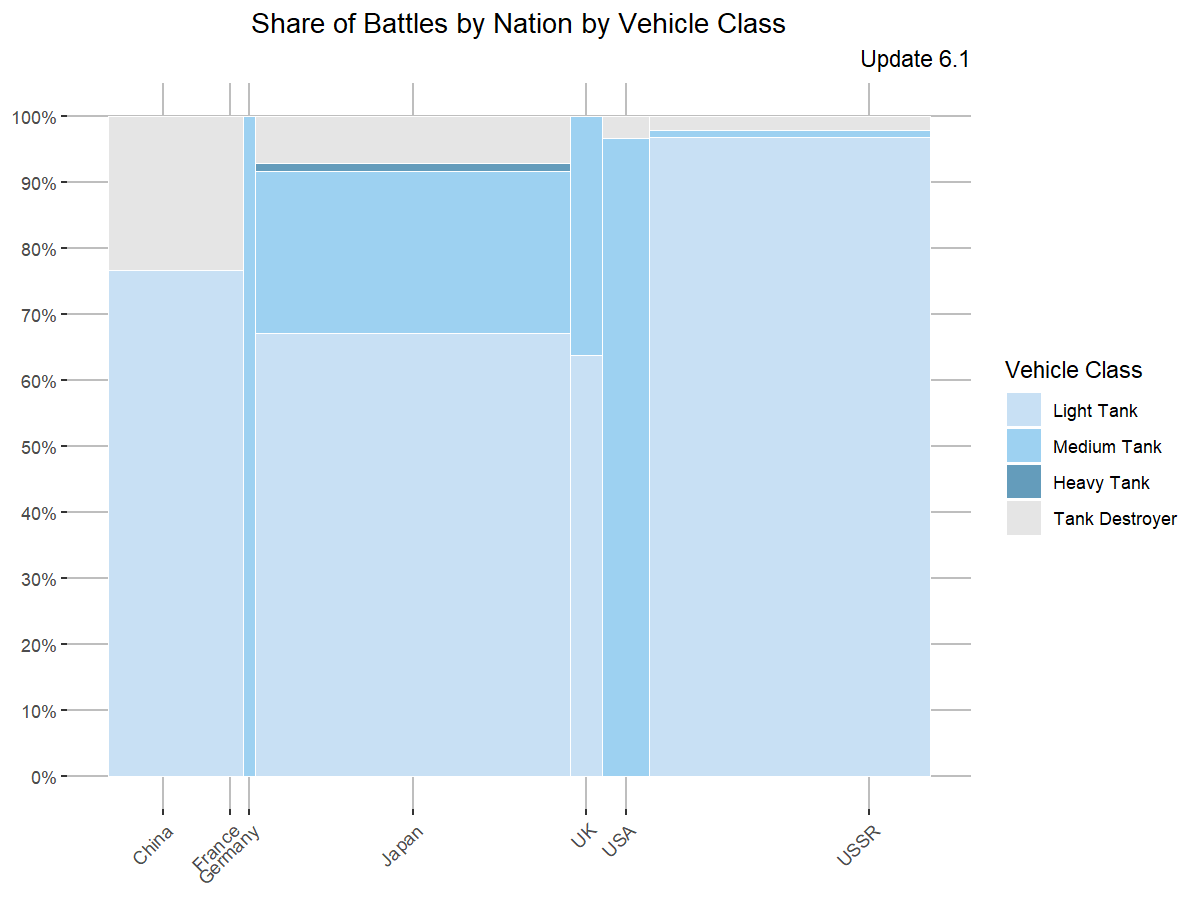 Share of Battles by Nation by Vehicle Class
Update 6.1
100%
90%
80%
70%
60%
50%
40%
30%
20%
10%
0%
China
France
Germany
Japan
UK
USA
USSR
Vehicle Class
Light Tank
Medium Tank
Heavy Tank
Tank Destroyer